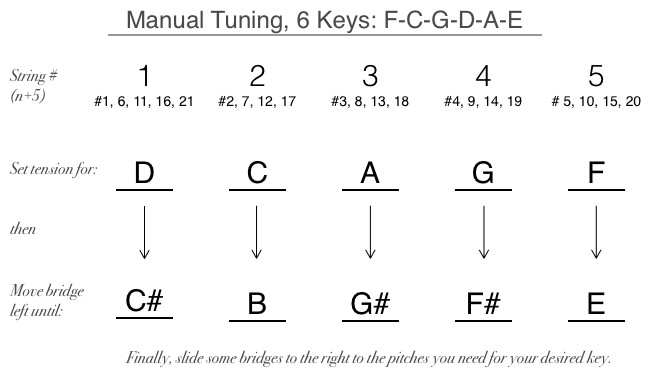 Manual Tuning, 6 Keys: F-C-G-D-A-E
String #
(n+5)
1 2 3 4 5
#1, 6, 11, 16, 21 #2, 7, 12, 17 #3, 8, 13, 18 #4, 9, 14, 19 # 5, 10, 15, 20
Set tension for: D C A G F
then
Move bridge
left until:
C# B G# F# E
Finally, slide some bridges to the right to the pitches you need for your desired key.